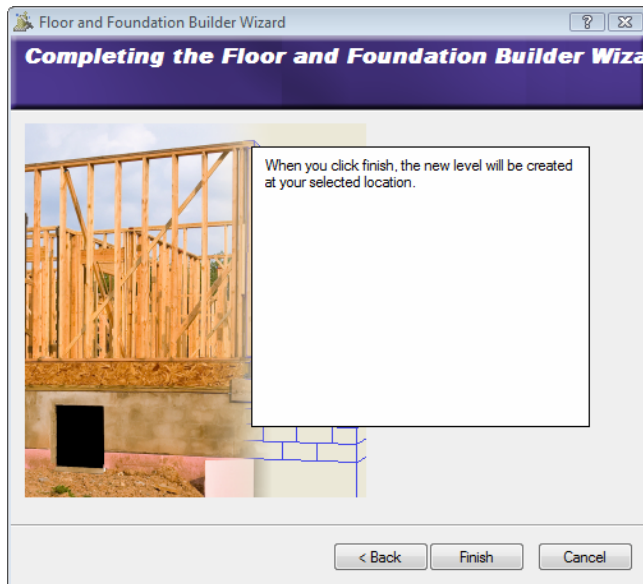 Floor and Foundation Builder Wizard
Completing the Floor and Foundation Builder Wiza
When you click finish, the new level will be created
at your selected location.
< Back Finish Cancel